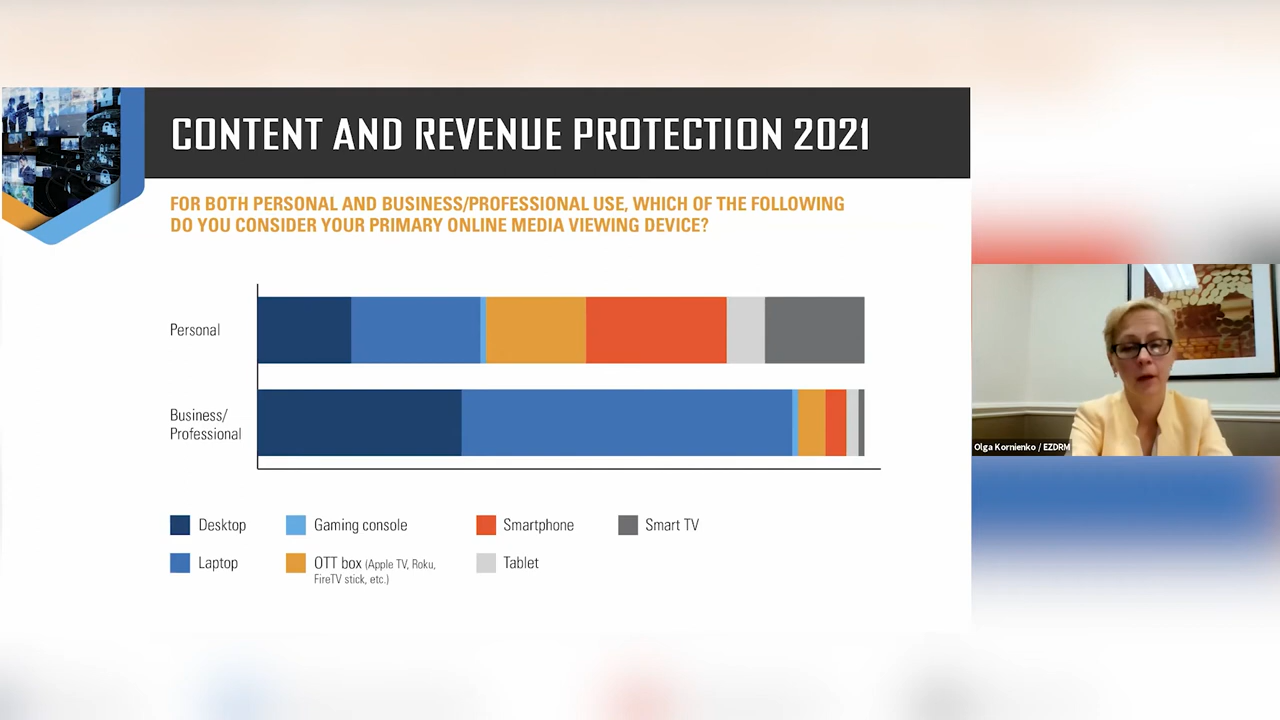 CONTENT AND REVENUE PROTECTION 2021
FOR BOTH PERSONAL AND BUSINESS/PROFESSIONAL USE, WHICH OF THE FOLLOWING
DO YOU CONSIDER YOUR PRIMARY ONLINE MEDIA VIEWING DEVICE?
Personal
Business/
Professional
Desktop
Gaming console
Smartphone
Smart TV
Laptop
OTT box (Apple TV, Roku,
FireTV stick, etc.)
Tablet
Olga Kornienko / EZDRM